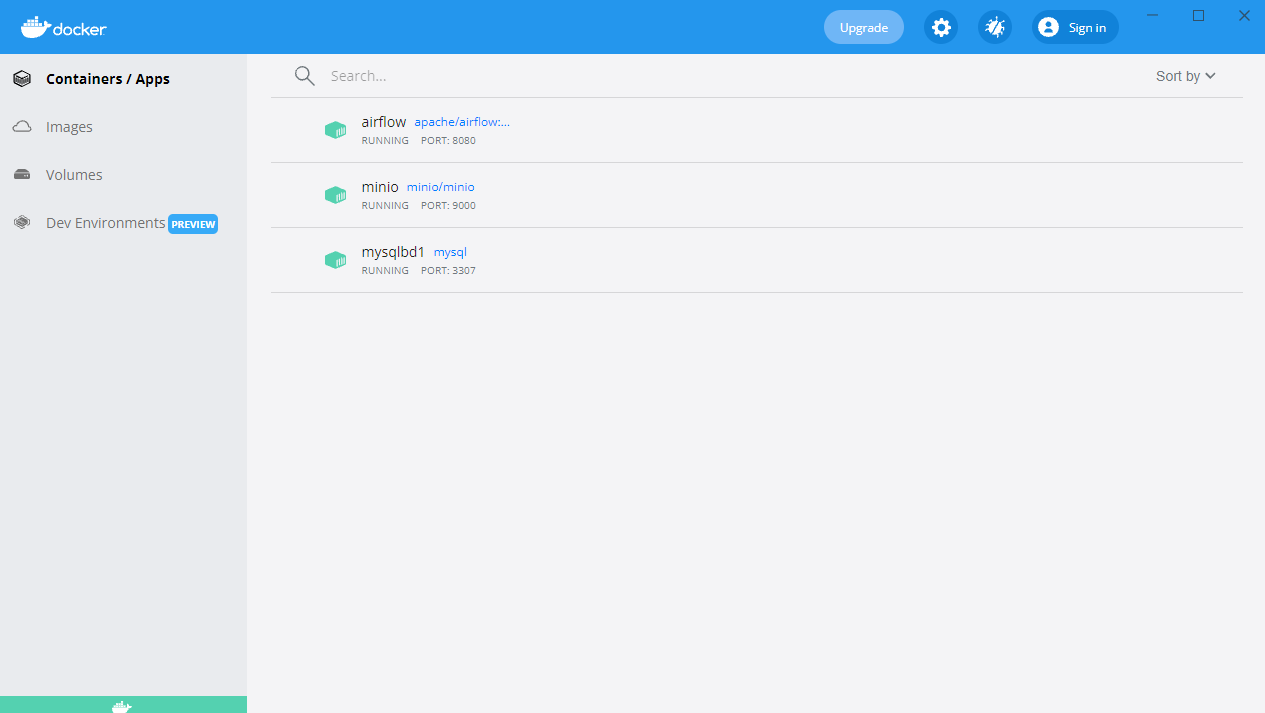 docker
Upgrade
Sign in
Containers / Apps
Images
Volumes
Dev Environments PREVIEW
Search...
Sort by
airflow apache/airflow:...
RUNNING PORT: 8080
minio minio/minio
RUNNING PORT: 9000
mysqlbd1 mysql
RUNNING PORT: 3307